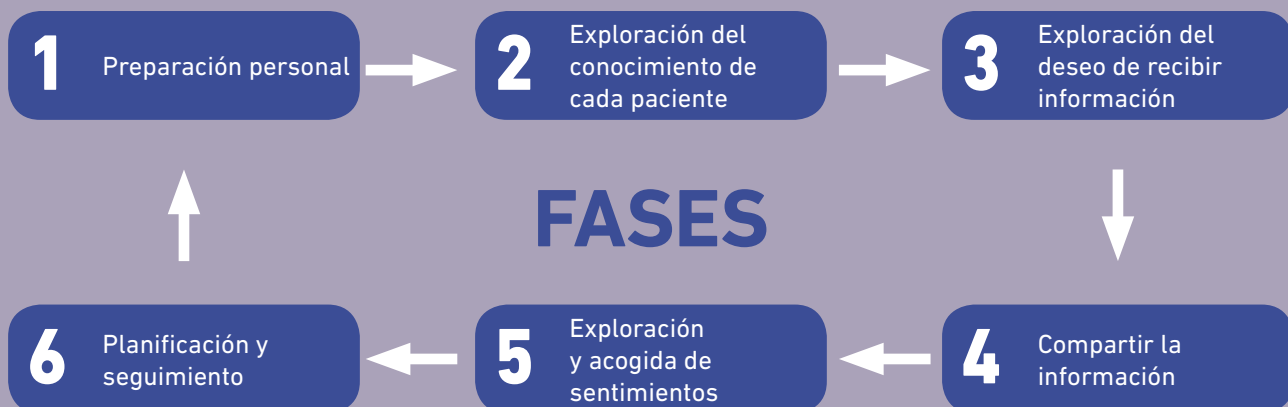 1
Preparación personal
2
Exploración del
conocimiento de
cada paciente
3
Exploración del
deseo de recibir
información
FASES
6
Planificación y
seguimiento
5
Exploración
y acogida de
sentimientos
4
Compartir la
información